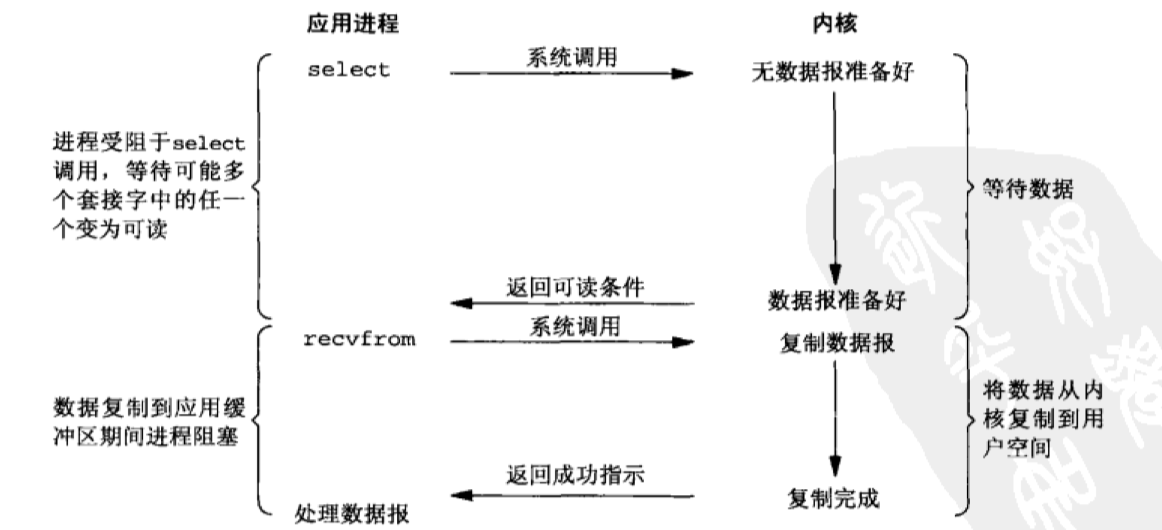 应用进程
内核
select
系统调用
无数据报准备好
进程受阻于select
调用，等待可能多
个套接字中的任一
个变为可读
等待数据
返回可读条件
数据报准备好
recvfrom
系统调用
复制数据报
数据复制到应用缓
冲区期间进程阻塞
将数据从内
核复制到用
户空间
返回成功指示
复制完成
处理数据报